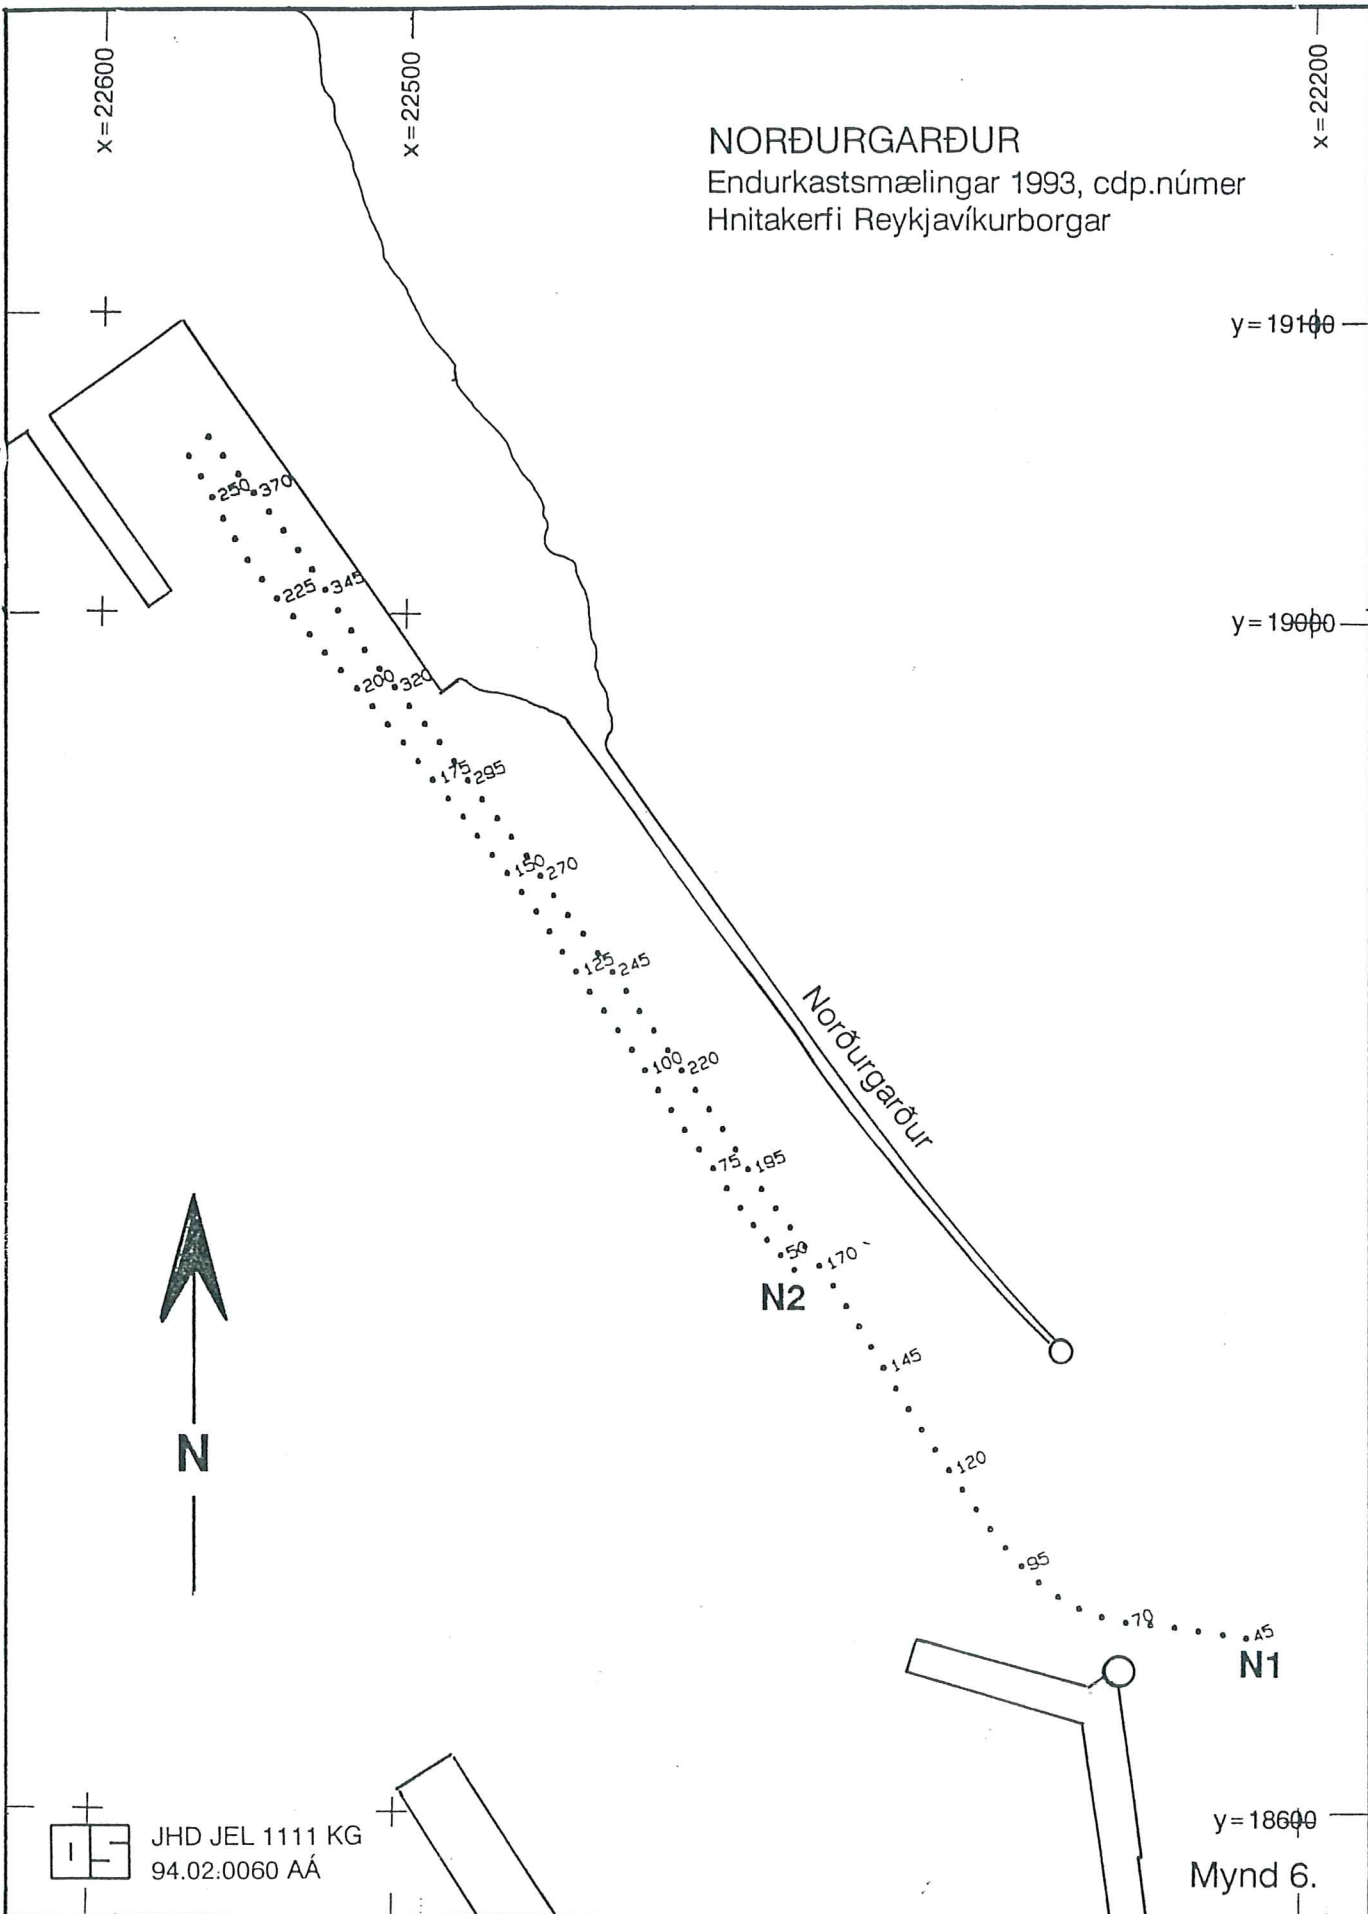 x=22600
x=22500
x=22200
NORÐURGARÐUR
Endurkastsmælingar 1993, cdp.númer
Hnitakerfi Reykjavíkurborgar
y=19100
250 370
225 345
y=19000
200 320
175 295
150 270
125 245
Norðurgarður
100 220
75 195
50 170
N2
145
N
120
95
70 45
N1
y=18600
JHD JEL 1111 KG
94.02.0060 AÁ
Mynd 6.